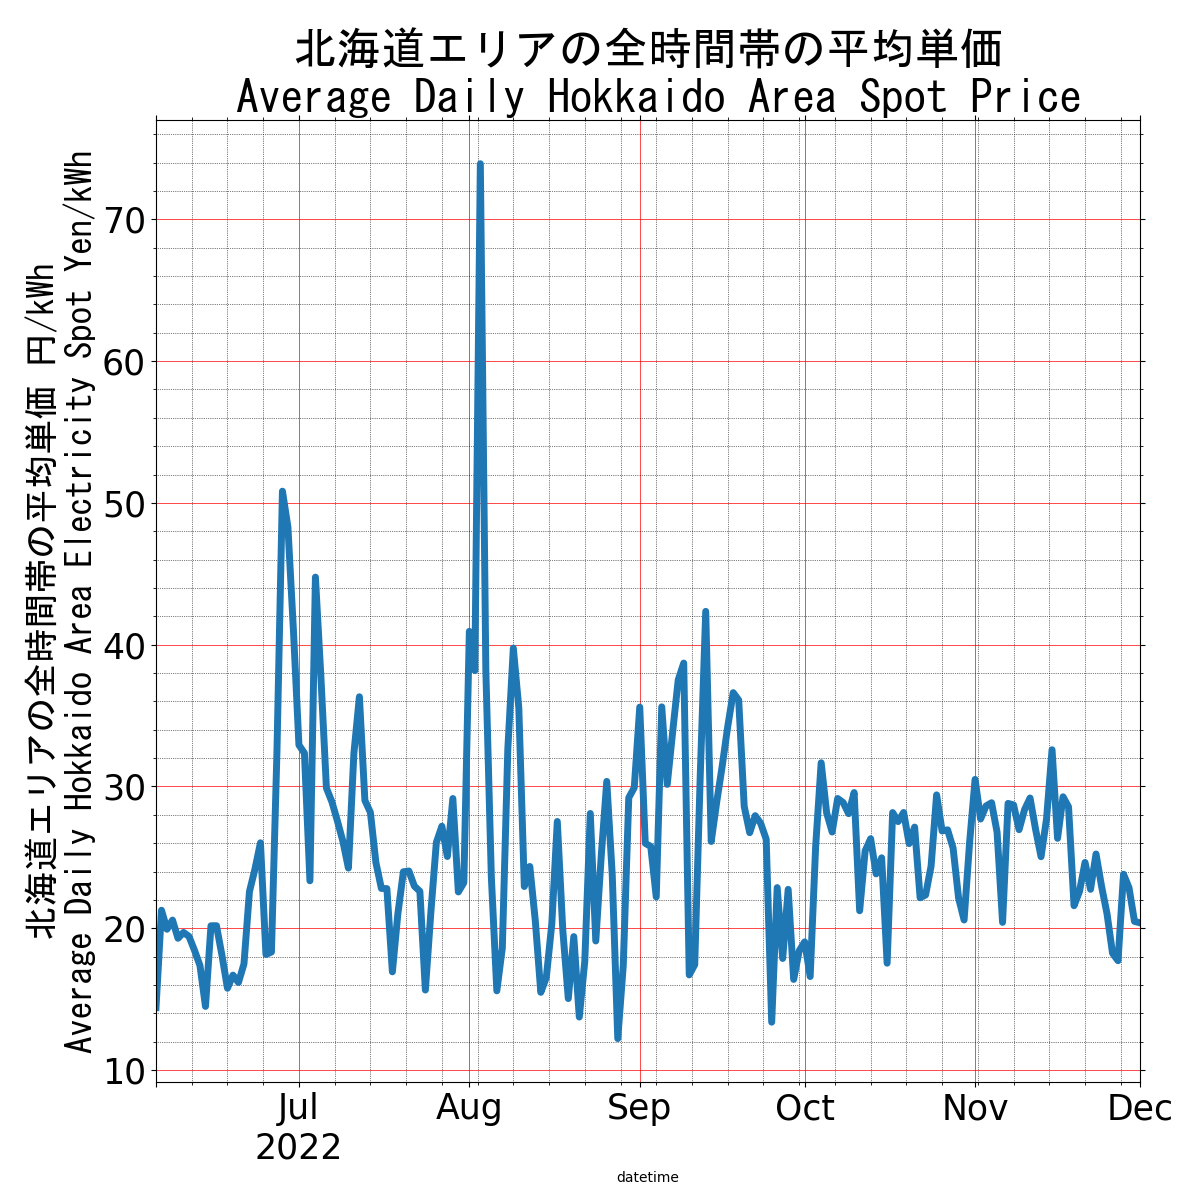 北海道エリアの全時間帯の平均単価
Average Daily Hokkaido Area Spot Price
北海道エリアの全時間帯の平均単価 円/kWh
Average Daily Hokkaido Area Electricity Spot Yen/kWh
70
60
50
40
30
20
10
Jul
2022
Aug
Sep
Oct
Nov
Dec
datetime